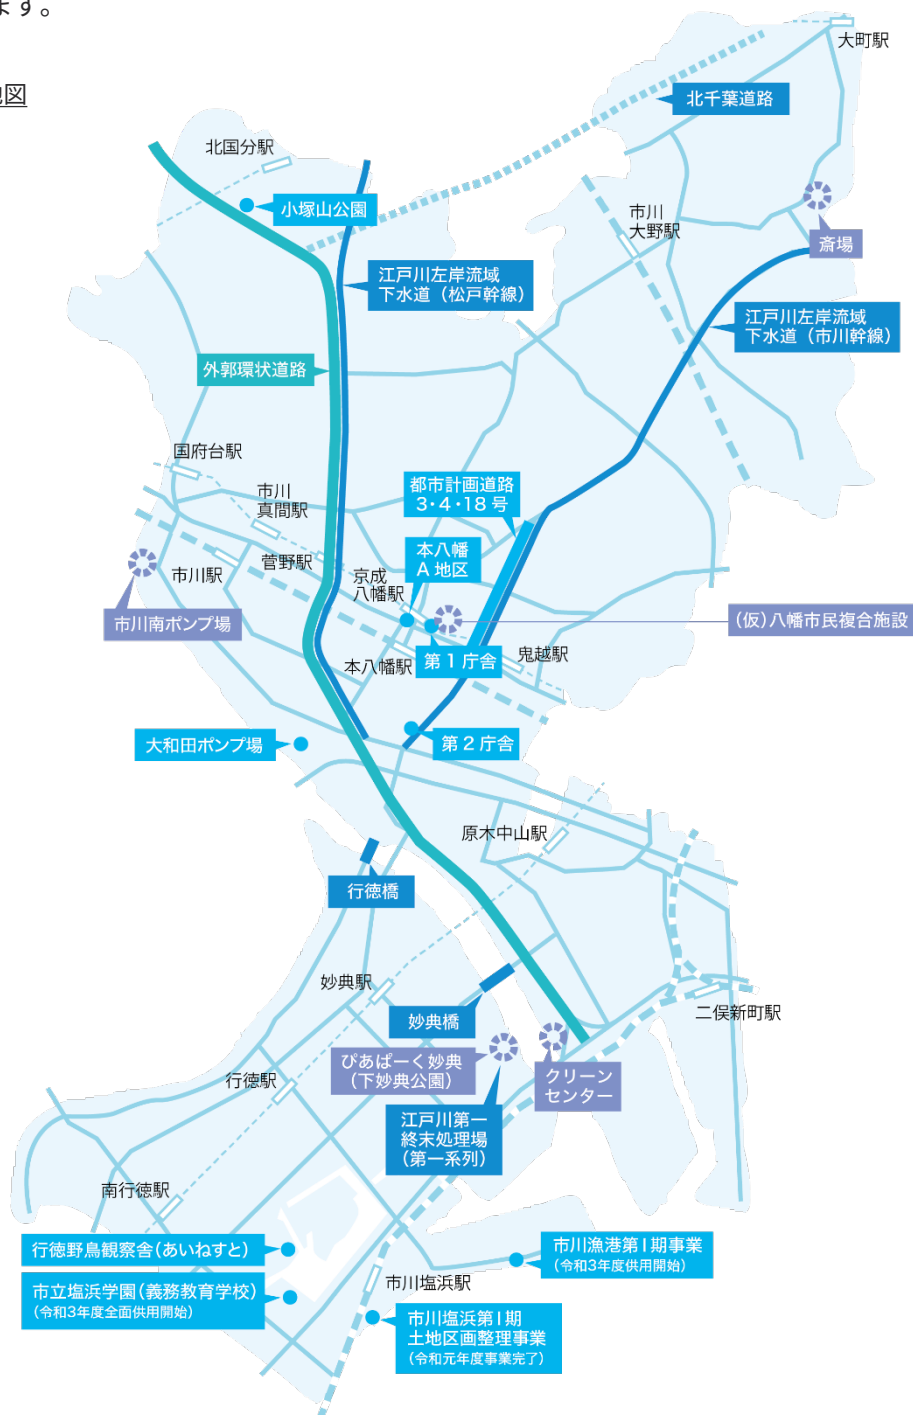 ます。
地図
大町駅
北千葉道路
北国分駅
小塚山公園
市川
大野駅
斎場
江戸川左岸流域
下水道（松戸幹線）
江戸川左岸流域
下水道（市川幹線）
外郭環状道路
国府台駅
市川
真間駅
都市計画道路
3・4・18号
菅野駅
市川駅
京成
八幡駅
本八幡
A地区
市川南ポンプ場
（仮）八幡市民複合施設
本八幡駅
第1庁舎
鬼越駅
大和田ポンプ場
第2庁舎
原木中山駅
行徳橋
妙典駅
妙典橋
二俣新町駅
ぴあぱーく妙典
（下妙典公園）
クリーン
センター
行徳駅
江戸川第一
終末処理場
（第一系列）
南行徳駅
行徳野鳥観察舎（あいねすと）
市川漁港第Ⅰ期事業
（令和3年度供用開始）
市立塩浜学園（義務教育学校）
（令和3年度全面供用開始）
市川塩浜駅
市川塩浜第Ⅰ期
土地区画整理事業
（令和元年度事業完了）